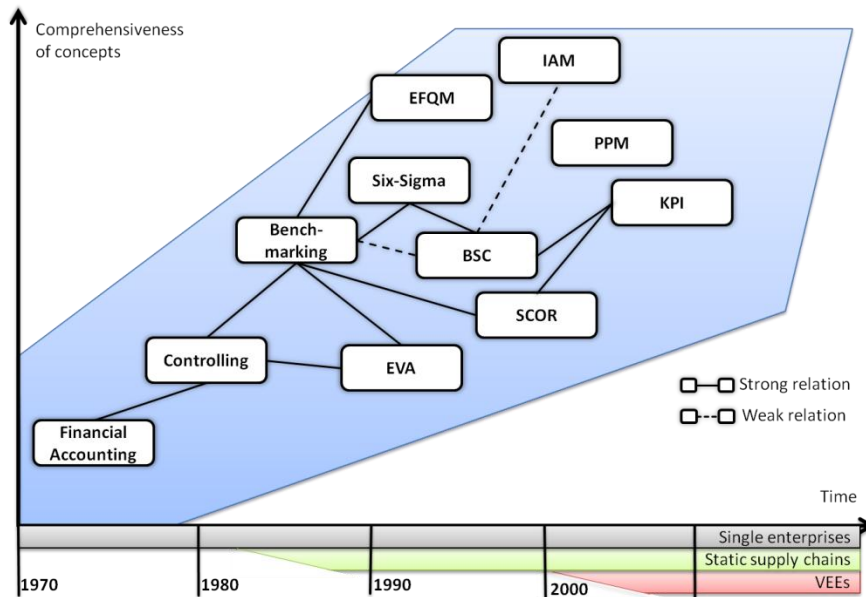 Comprehensiveness
of concepts
IAM
EFQM
PPM
Six-Sigma
KPI
Bench-
marking
BSC
SCOR
Controlling
EVA
Strong relation
Weak relation
Financial
Accounting
Time
Single enterprises
Static supply chains
VEEs
1970
1980
1990
2000